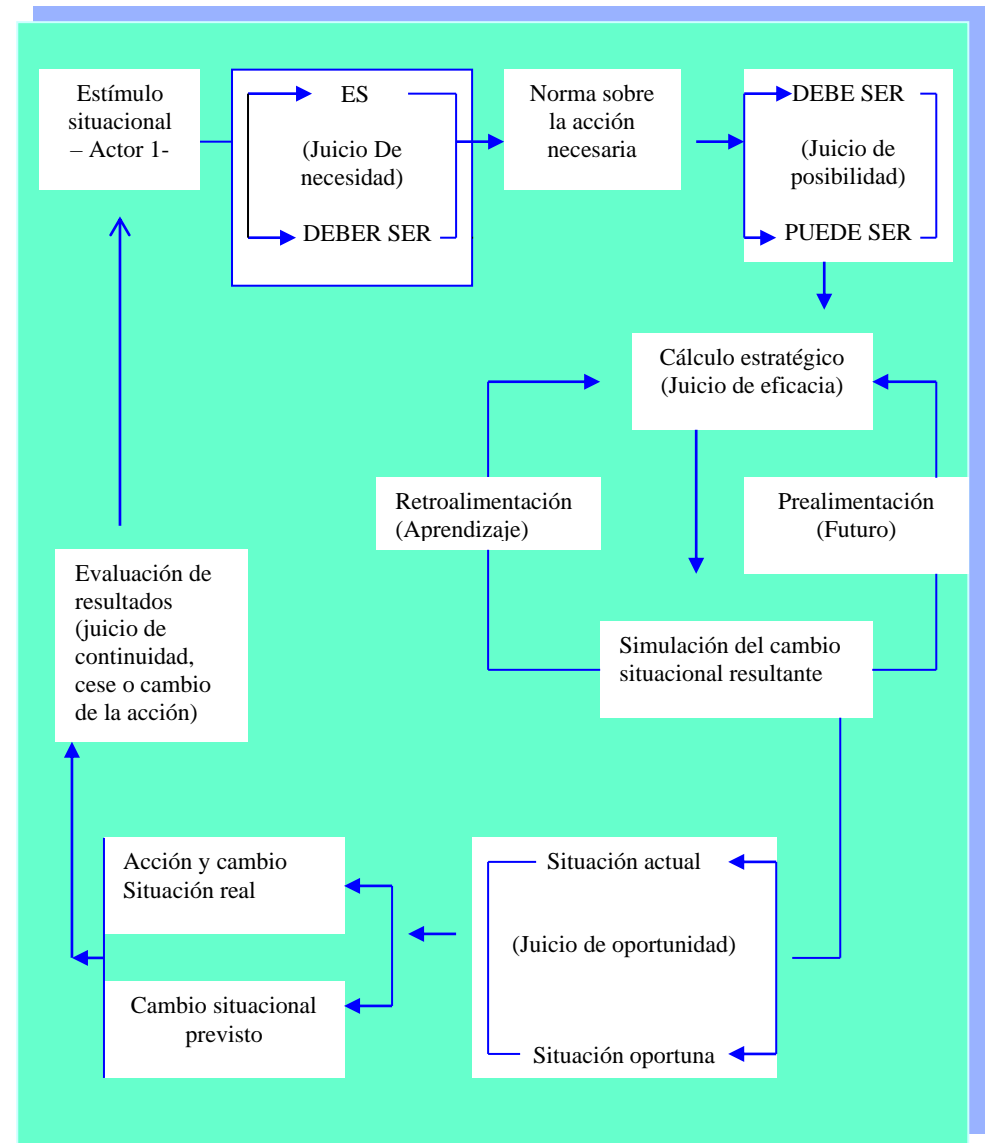 Estímulo
situacional
– Actor 1-
ES
(Juicio De
necesidad)
DEBER SER
Norma sobre
la acción
necesaria
DEBE SER
(Juicio de
posibilidad)
PUEDE SER
Cálculo estratégico
(Juicio de eficacia)
Retroalimentación
(Aprendizaje)
Prealimentación
(Futuro)
Simulación del cambio
situacional resultante
Evaluación de
resultados
(juicio de
continuidad,
cese o cambio
de la acción)
Acción y cambio
Situación real
Cambio situacional
previsto
Situación actual
(Juicio de oportunidad)
Situación oportuna